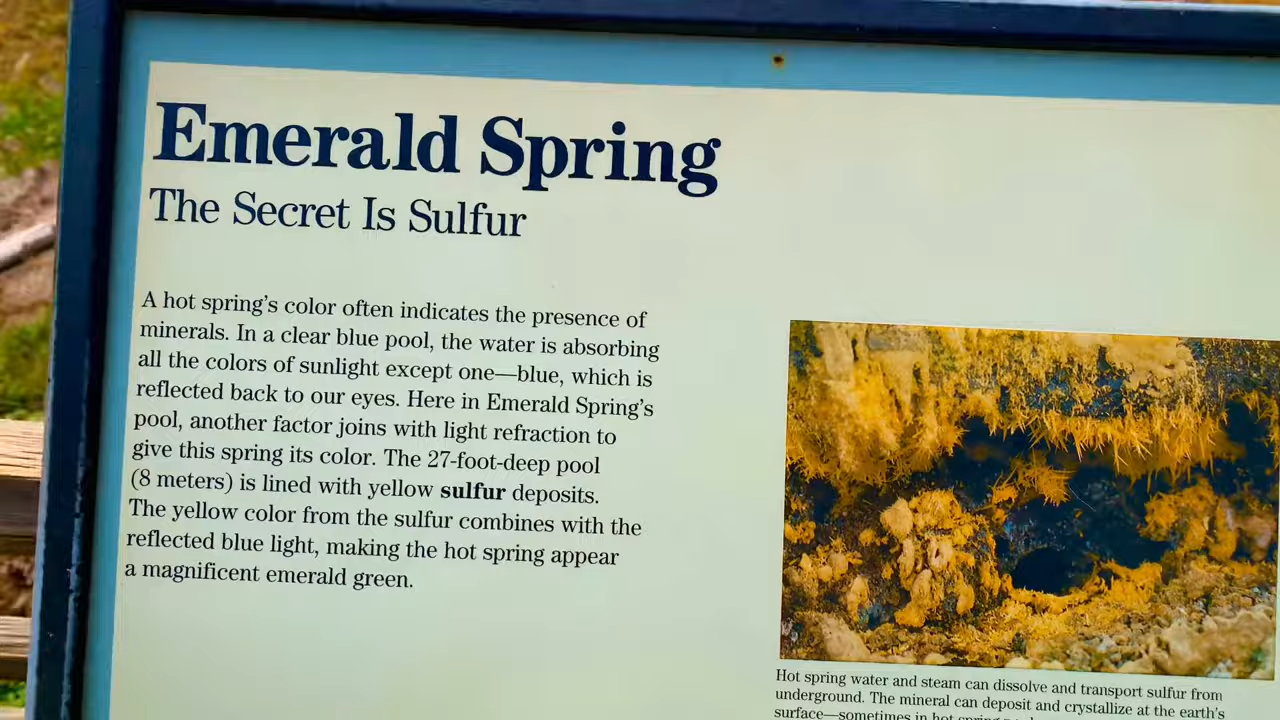 Emerald Spring
The Secret Is Sulfur
A hot spring's color often indicates the presence of
minerals. In a clear blue pool, the water is absorbing
all the colors of sunlight except one—blue, which is
reflected back to our eyes. Here in Emerald Spring's
pool, another factor joins with light refraction to
give this spring its color. The 27-foot-deep pool
(8 meters) is lined with yellow sulfur deposits.
The yellow color from the sulfur combines with the
reflected blue light, making the hot spring appear
a magnificent emerald green.
Hot spring water and steam can dissolve and transport sulfur from
underground. The mineral can deposit and crystallize at the earth's
surface—sometimes in hot spring